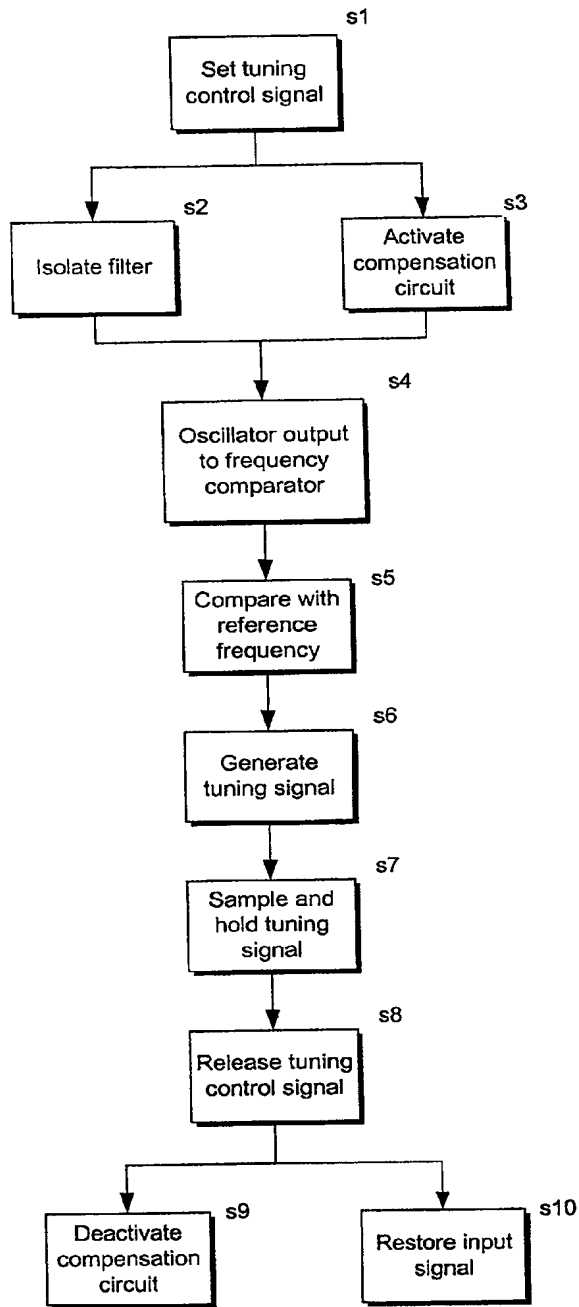 s1
Set tuning
control signal
s2
Isolate filter
s3
Activate
compensation
circuit
s4
Oscillator output
to frequency
comparator
s5
Compare with
reference
frequency
s6
Generate
tuning signal
s7
Sample and
hold tuning
signal
s8
Release tuning
control signal
s9
Deactivate
compensation
circuit
s10
Restore input
signal